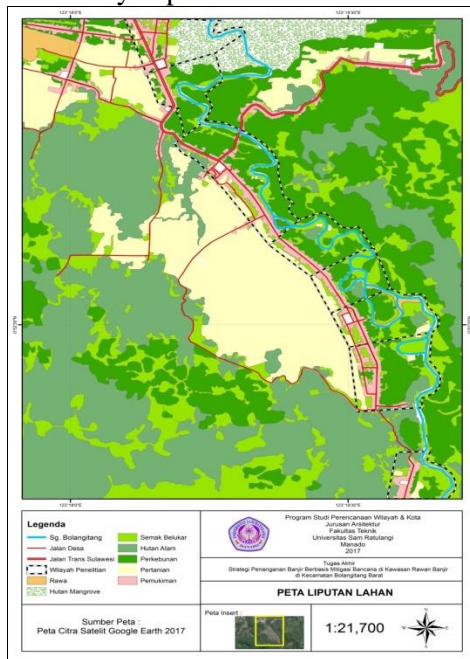 Legenda
Sg. Bolangitang
Jalan Desa
Jalan Trans Sulawesi
Wilayah Penelitian
Rawa
Hutan Mangrove
Semak Belukar
Hutan Alam
Perkebunan
Pertanian
Pemukiman
Program Studi Perencanaan Wilayah & Kota
Jurusan Arsitektur
Fakultas Teknik
Universitas Sam Ratulangi
Manado
2017
Tugas Akhir
Strategi Penanganan Banjir Berbasis Mitigasi Bencana di Kawasan Rawan Banjir
di Kecamatan Bolangitang Barat
PETA LIPUTAN LAHAN
Sumber Peta :
Peta Citra Satelit Google Earth 2017
Peta Insert :
1:21,700